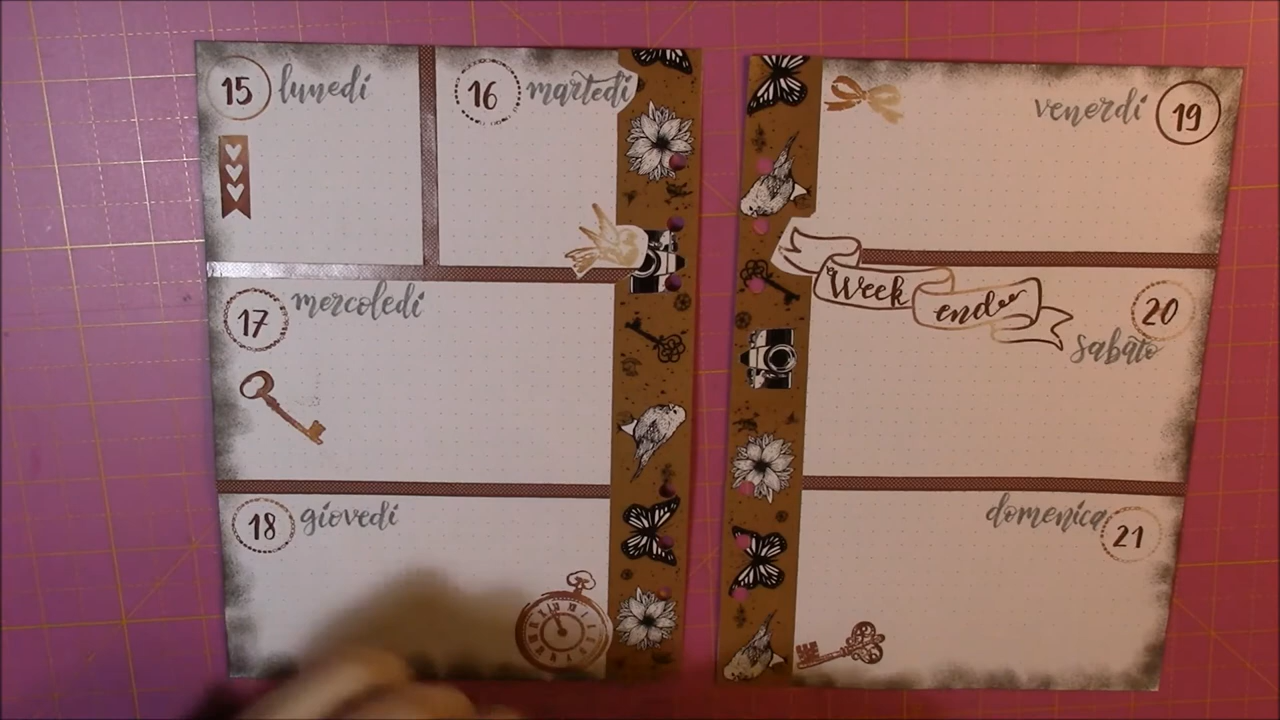 15 lunedì
16 martedì
17 mercoledì
18 giovedì
venerdì 19
Week
end
20
sabato
domenica 21